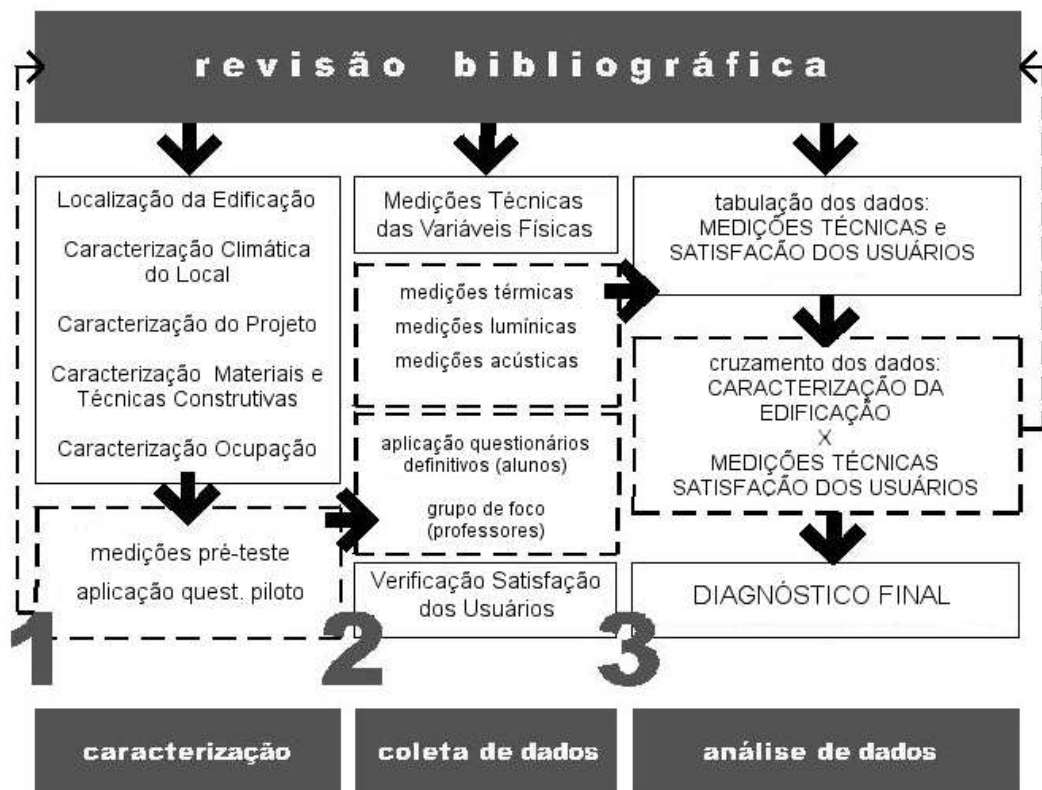 revisão bibliográfica
Localização da Edificação
Caracterização Climática
do Local
Caracterização do Projeto
Caracterização Materiais e
Técnicas Construtivas
Caracterização Ocupação
medições pré-teste
aplicação quest. piloto
1
caracterização
Medições Técnicas
das Variáveis Físicas
medições térmicas
medições lumínicas
medições acústicas
aplicação questionários
definitivos (alunos)
grupo de foco
(professores)
Verificação Satisfação
dos Usuários
2
coleta de dados
tabulação dos dados:
MEDIÇÕES TÉCNICAS e
SATISFAÇÃO DOS USUÁRIOS
cruzamento dos dados:
CARACTERIZAÇÃO DA
EDIFICAÇÃO
X
MEDIÇÕES TÉCNICAS
SATISFAÇÃO DOS USUÁRIOS
DIAGNÓSTICO FINAL
3
análise de dados